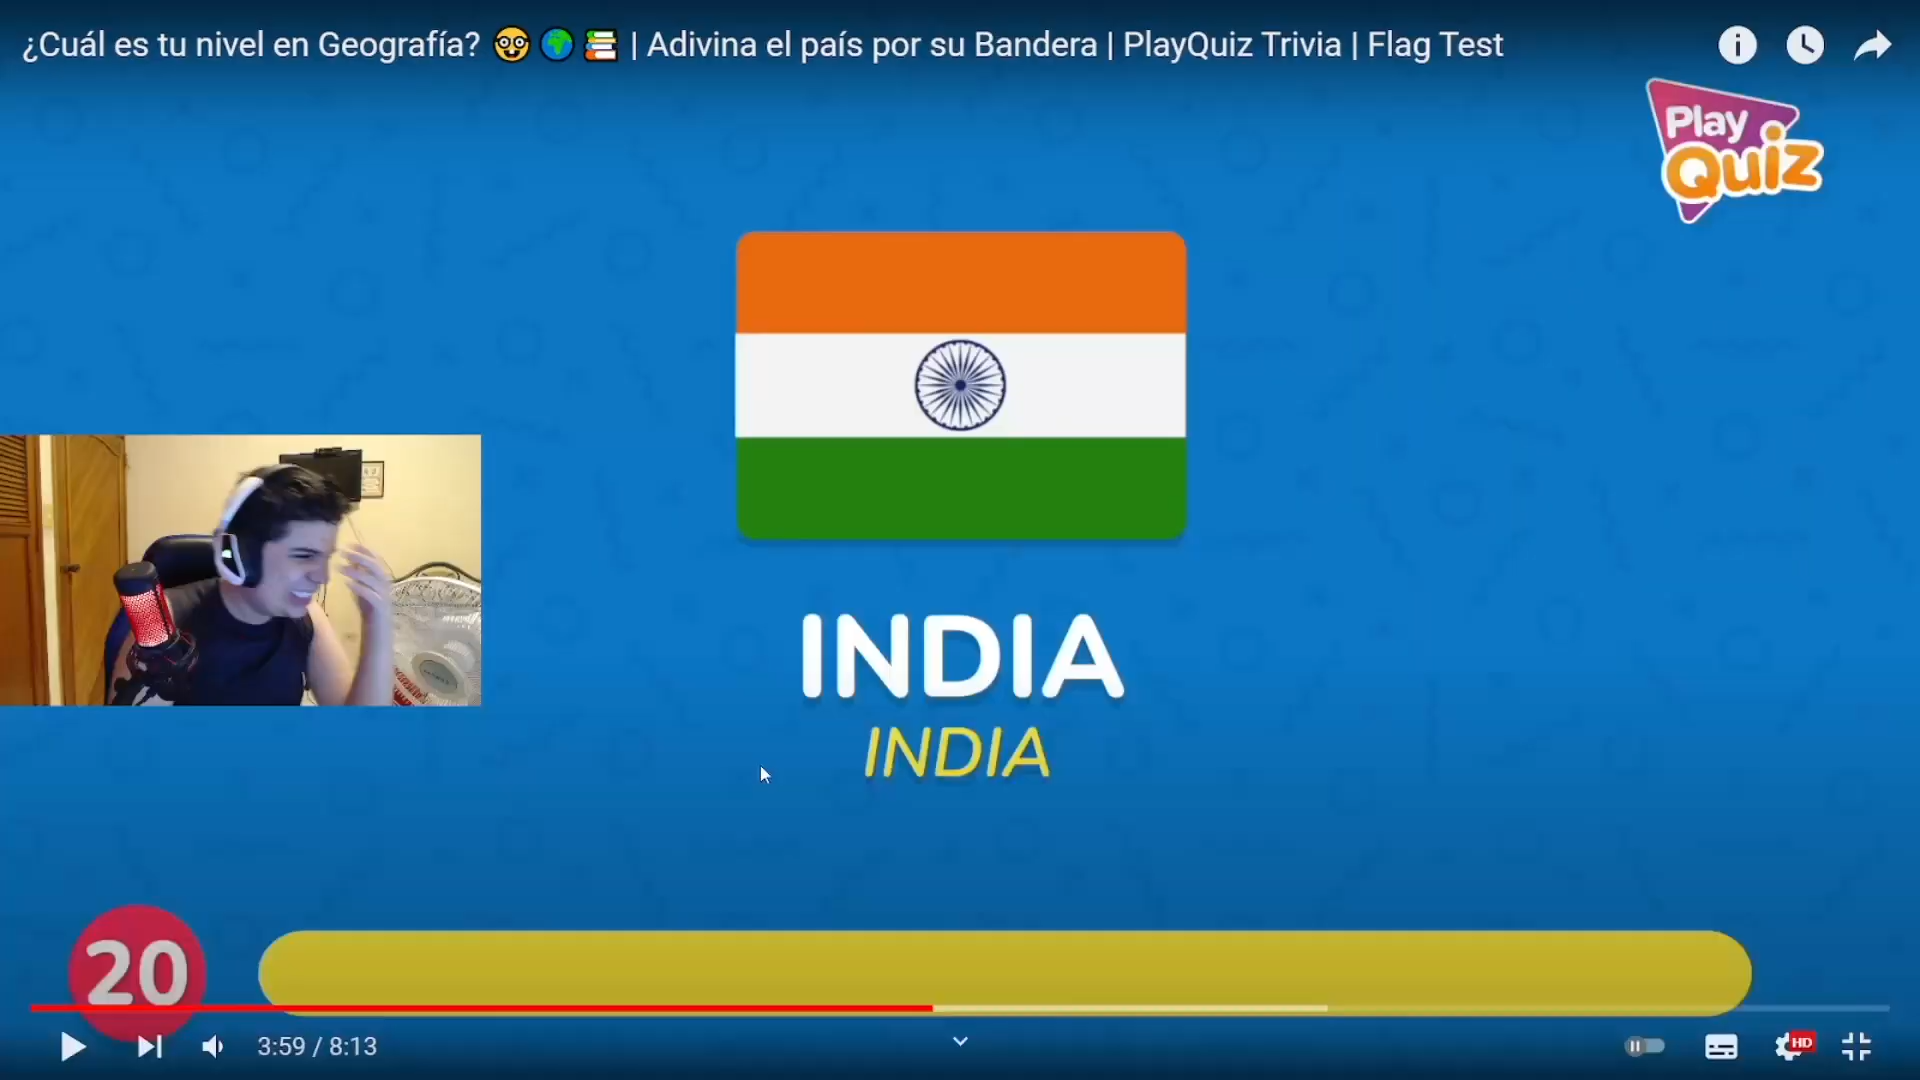 ¿Cuál es tu nivel en Geografía? 🤓 🌍 📚 | Adivina el país por su Bandera | PlayQuiz Trivia | Flag Test
Play
Quiz
INDIA
INDIA
20
3:59 / 8:13
HD